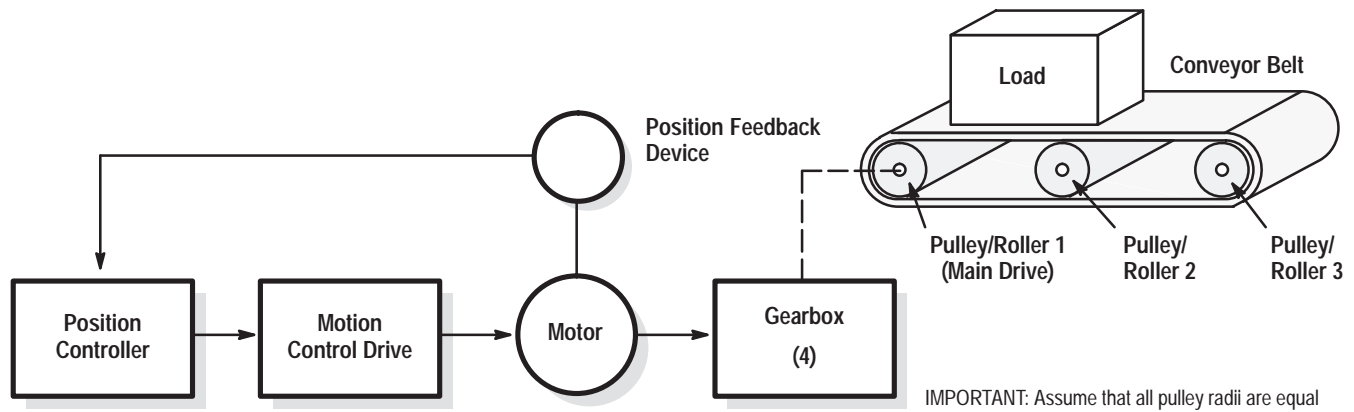 Load
Conveyor Belt
Position Feedback
Device
Pulley/Roller 1
(Main Drive)
Pulley/
Roller 2
Pulley/
Roller 3
Position
Controller
Motion
Control Drive
Motor
Gearbox
(4)
IMPORTANT: Assume that all pulley radii are equal